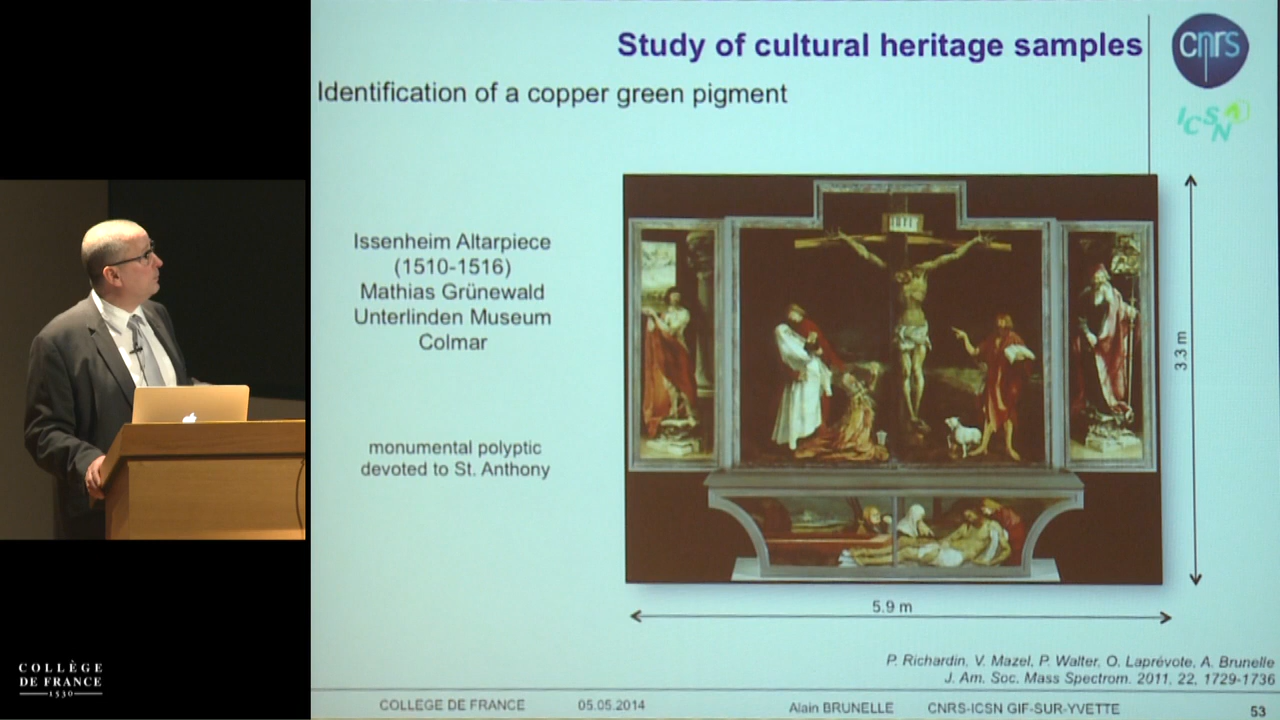 Study of cultural heritage samples
cnrs
ICSN
Identification of a copper green pigment
Issenheim Altarpiece
(1510-1516)
Mathias Grünewald
Unterlinden Museum
Colmar
monumental polyptic
devoted to St. Anthony
3.3 m
5.9 m
P. Richardin, V. Mazel, P. Walter, O. Laprévote, A. Brunelle
J. Am. Soc. Mass Spectrom. 2011, 22, 1729-1736
COLLEGE DE FRANCE 05.05.2014 Alain BRUNELLE CNRS-ICSN GIF-SUR-YVETTE 53
COLLÈGE
DE FRANCE
1530